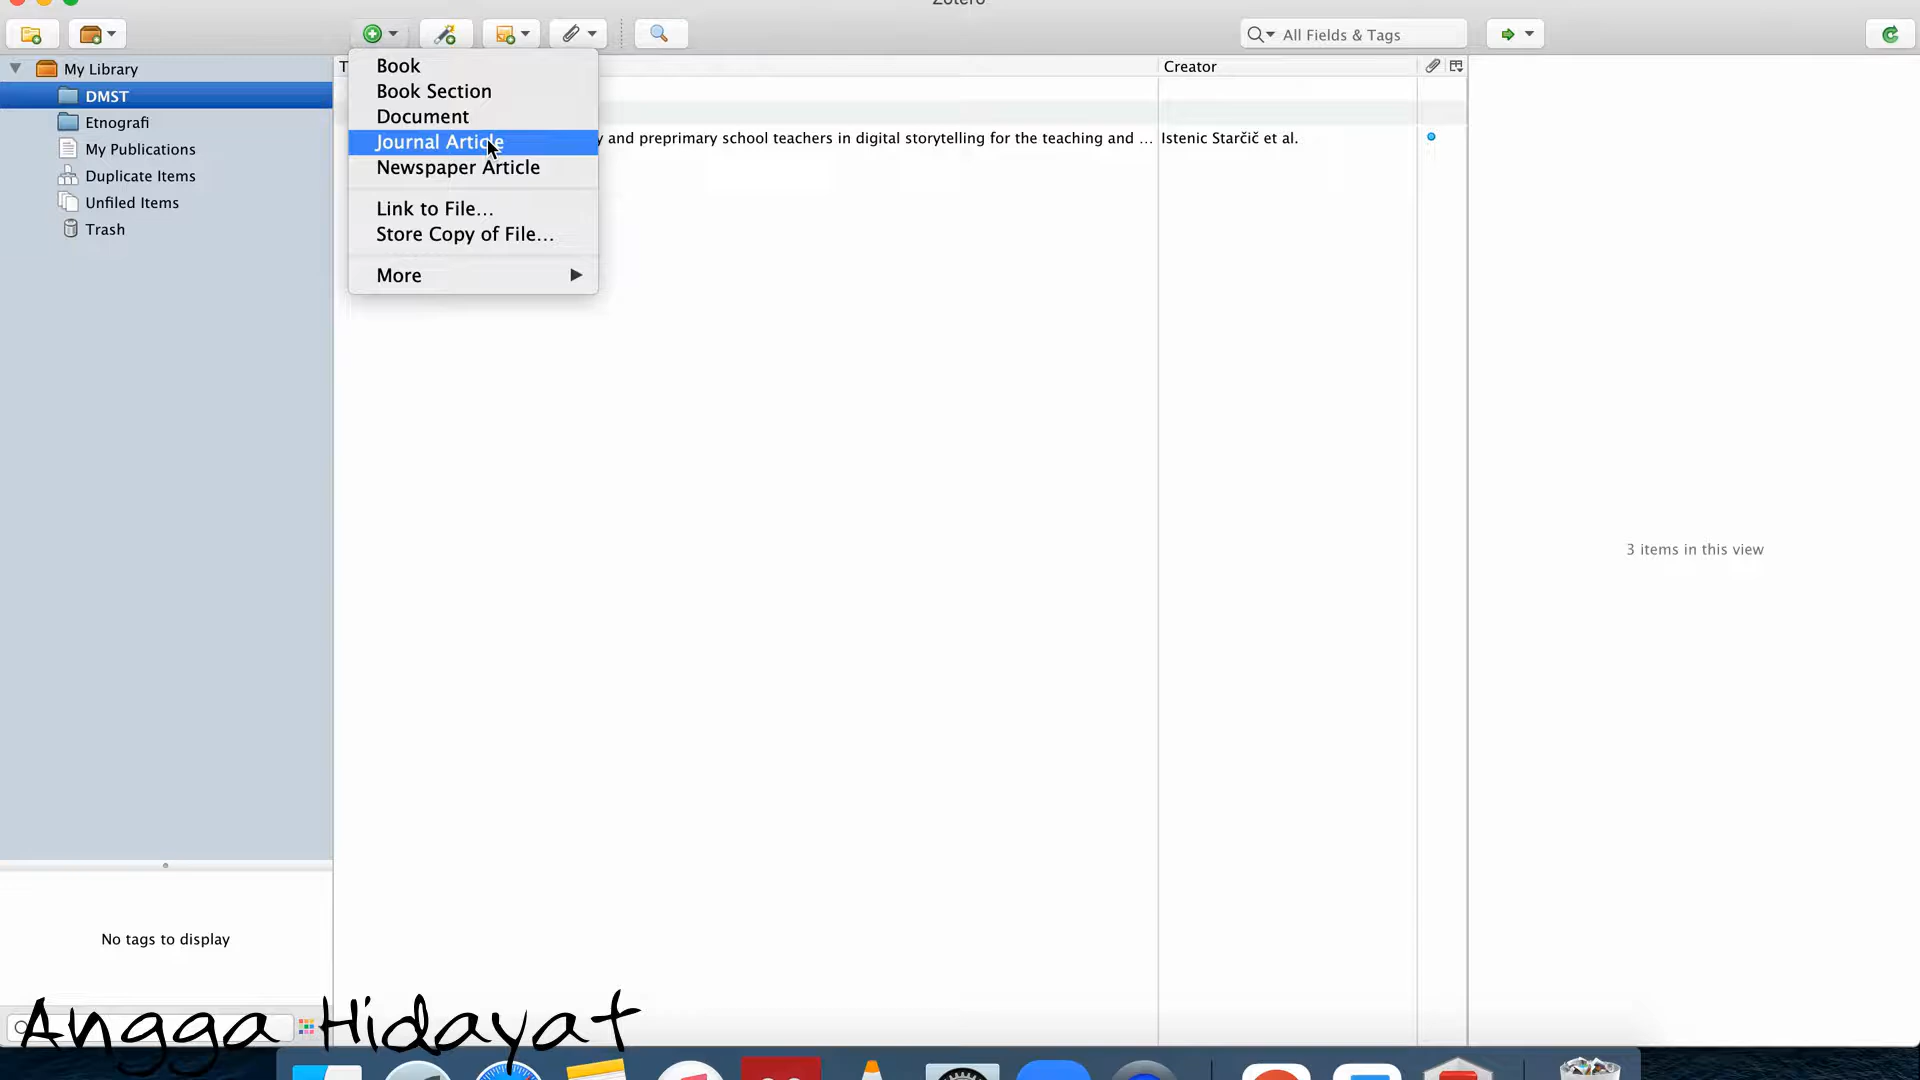 Zotero
All Fields & Tags
My Library
DMST
Etnografi
My Publications
Duplicate Items
Unfiled Items
Trash
Book
Book Section
Document
Journal Article
Newspaper Article
Link to File...
Store Copy of File...
More
T
Creator
y and preprimary school teachers in digital storytelling for the teaching and ...
Istenic Starčič et al.
3 items in this view
No tags to display
Angga Hidayat